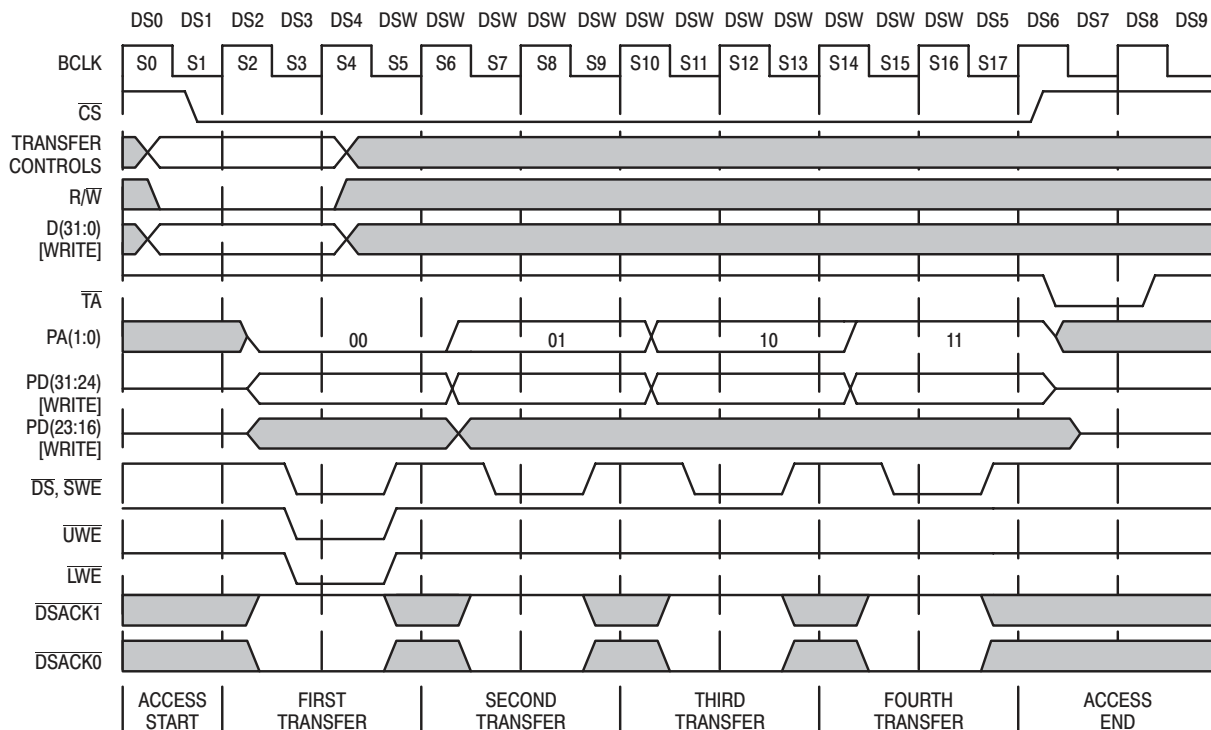 DS0 DS1 DS2 DS3 DS4 DSW DSW DSW DSW DSW DSW DSW DSW DSW DSW DSW DSW DS5 DS6 DS7 DS8 DS9
BCLK S0 S1 S2 S3 S4 S5 S6 S7 S8 S9 S10 S11 S12 S13 S14 S15 S16 S17
CS
TRANSFER
CONTROLS
R/W
D(31:0)
[WRITE]
TA
PA(1:0) 00 01 10 11
PD(31:24)
[WRITE]
PD(23:16)
[WRITE]
DS, SWE
UWE
LWE
DSACK1
DSACK0
ACCESS
START
FIRST
TRANSFER
SECOND
TRANSFER
THIRD
TRANSFER
FOURTH
TRANSFER
ACCESS
END